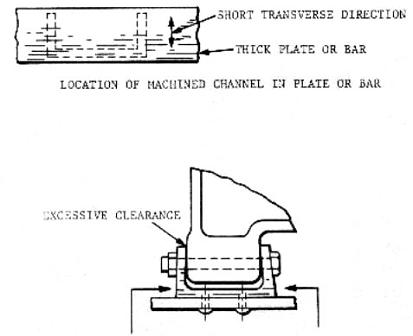 SHORT TRANSVERSE DIRECTION
THICK PLATE OR BAR
LOCATION OF MACHINED CHANNEL IN PLATE OR BAR
EXCESSIVE CLEARANCE